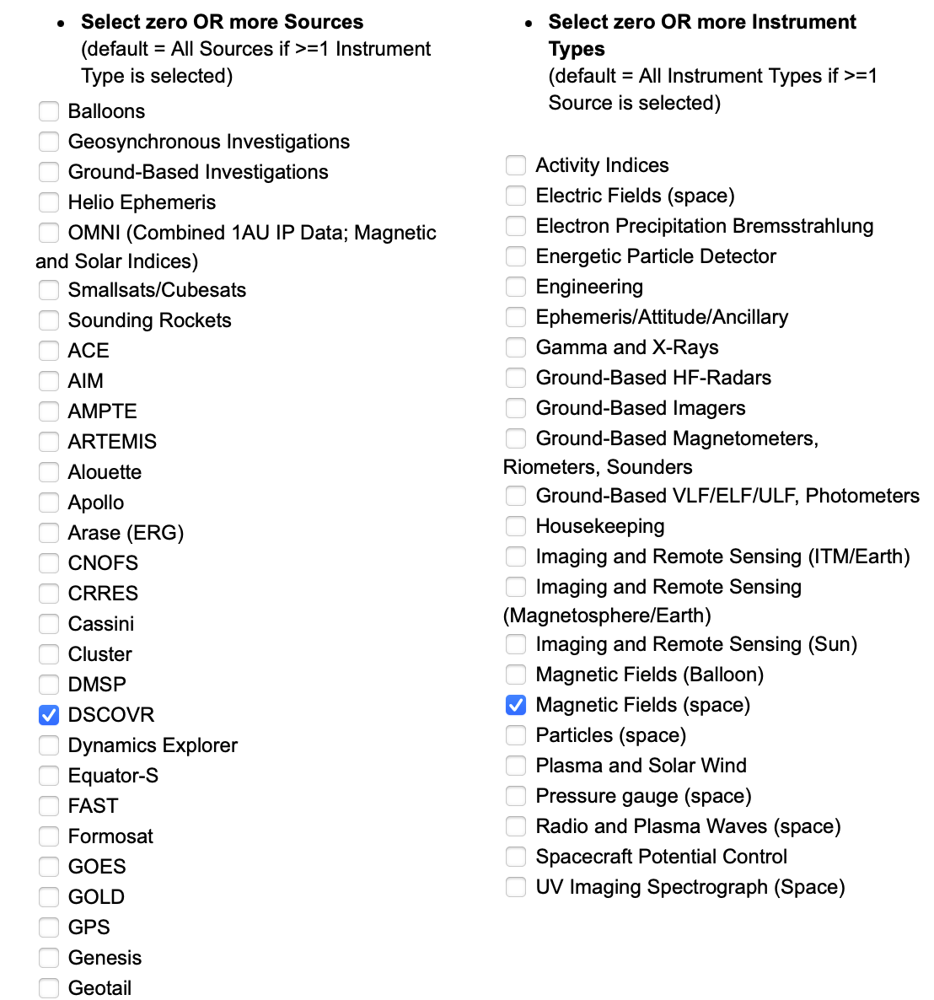 Select zero OR more Sources
(default = All Sources if >=1 Instrument
Type is selected)
Balloons
Geosynchronous Investigations
Ground-Based Investigations
Helio Ephemeris
OMNI (Combined 1AU IP Data; Magnetic
and Solar Indices)
Smallsats/Cubesats
Sounding Rockets
ACE
AIM
AMPTE
ARTEMIS
Alouette
Apollo
Arase (ERG)
CNOFS
CRRES
Cassini
Cluster
DMSP
DSCOVR
Dynamics Explorer
Equator-S
FAST
Formosat
GOES
GOLD
GPS
Genesis
Geotail
Select zero OR more Instrument
Types
(default = All Instrument Types if >=1
Source is selected)
Activity Indices
Electric Fields (space)
Electron Precipitation Bremsstrahlung
Energetic Particle Detector
Engineering
Ephemeris/Attitude/Ancillary
Gamma and X-Rays
Ground-Based HF-Radars
Ground-Based Imagers
Ground-Based Magnetometers,
Riometers, Sounders
Ground-Based VLF/ELF/ULF, Photometers
Housekeeping
Imaging and Remote Sensing (ITM/Earth)
Imaging and Remote Sensing
(Magnetosphere/Earth)
Imaging and Remote Sensing (Sun)
Magnetic Fields (Balloon)
Magnetic Fields (space)
Particles (space)
Plasma and Solar Wind
Pressure gauge (space)
Radio and Plasma Waves (space)
Spacecraft Potential Control
UV Imaging Spectrograph (Space)